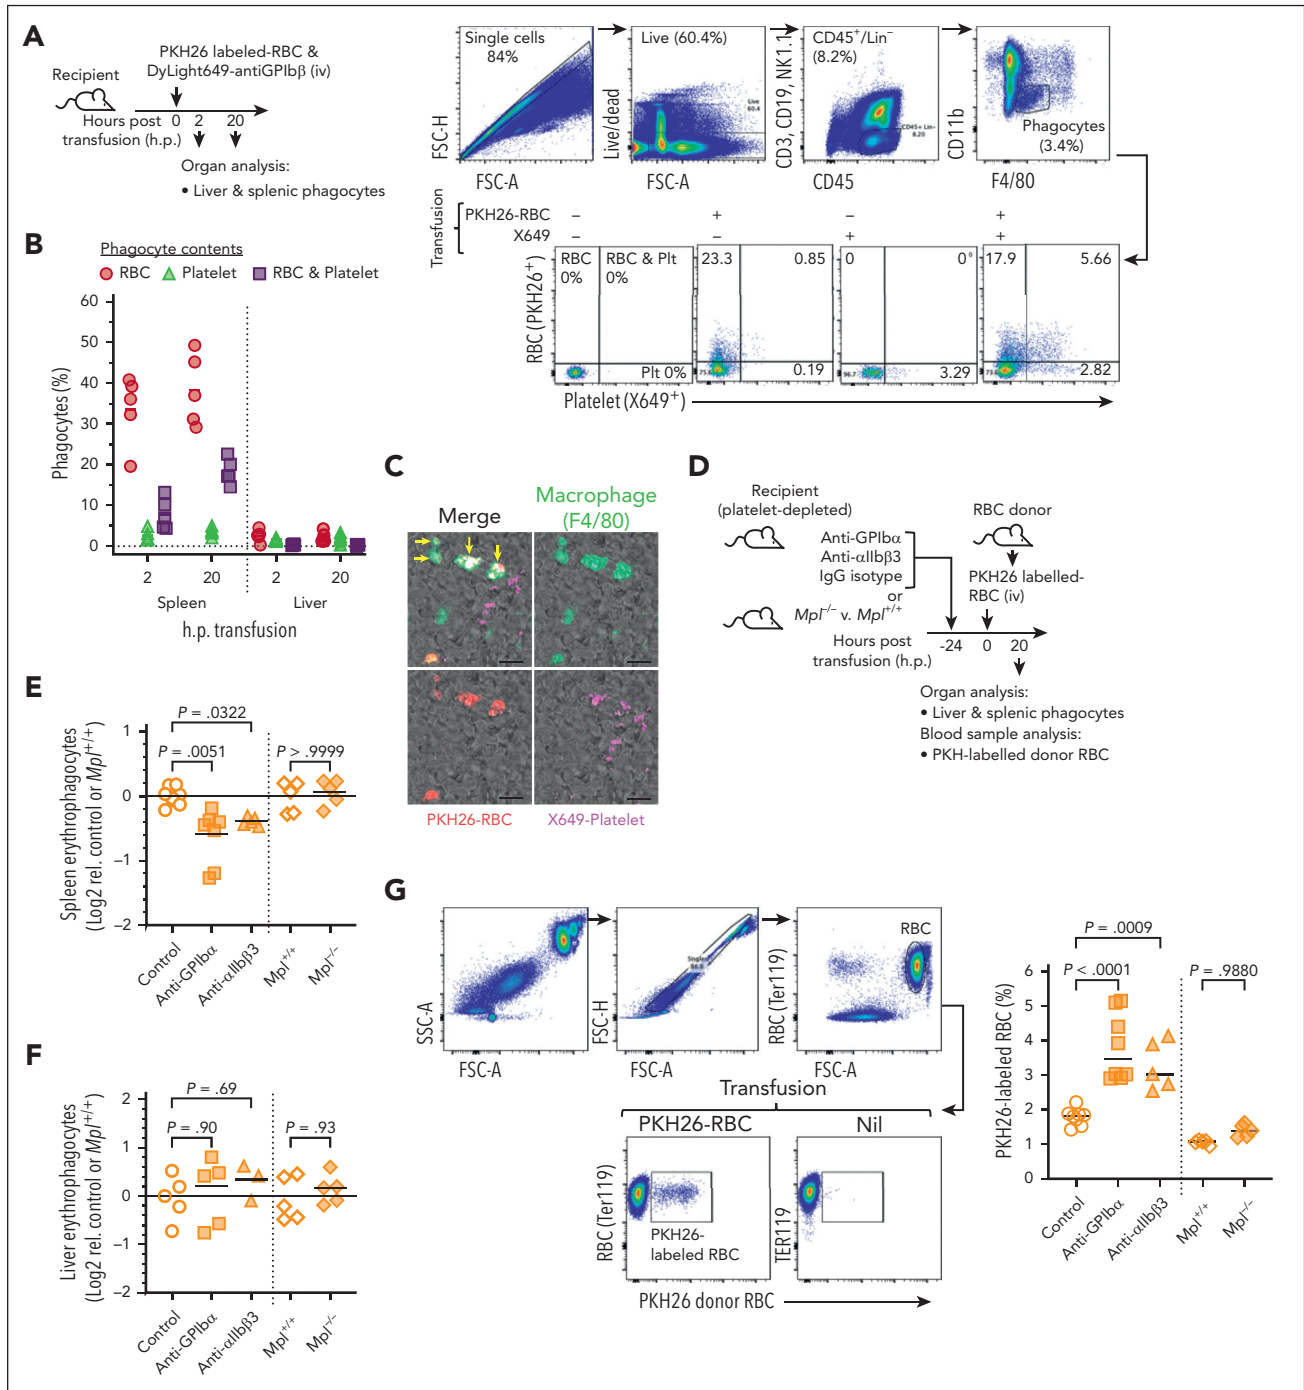 A
PKH26 labeled-RBC &
DyLight649-antiGPIbβ (iv)
Recipient
Hours post
transfusion (h.p.)
0 2 20
Organ analysis:
• Liver & splenic phagocytes
Single cells
84%
FSC-H
FSC-A
Live (60.4%)
Live
60.4
Live/dead
FSC-A
CD45⁺/Lin⁻
(8.2%)
CD45+ Lin-
8.20
CD3, CD19, NK1.1
CD45
CD11b
Phagocytes
(3.4%)
F4/80
Transfusion
PKH26-RBC – + – +
X649 – – + +
RBC
0%
RBC & Plt
0%
Plt 0%
23.3 0.85
0.19
0 0
3.29
17.9 5.66
2.82
RBC (PKH26⁺)
Platelet (X649⁺)
B
Phagocyte contents
RBC Platelet RBC & Platelet
Phagocytes (%)
60
50
40
30
20
10
0
2 20 2 20
Spleen Liver
h.p. transfusion
C
Merge
Macrophage
(F4/80)
PKH26-RBC
X649-Platelet
D
Recipient
(platelet-depleted)
Anti-GPIbα
Anti-αIIbβ3
IgG isotype
or
Mpl⁻/⁻ v. Mpl⁺/⁺
RBC donor
PKH26 labelled-
RBC (iv)
Hours post
transfusion (h.p.)
-24 0 20
Organ analysis:
• Liver & splenic phagocytes
Blood sample analysis:
• PKH-labelled donor RBC
E
Spleen erythrophagocytes
(Log2 rel. control or Mpl⁺/⁺)
P = .0322
P = .0051
P > .9999
1
0
–1
–2
Control
Anti-GPIbα
Anti-αIIbβ3
Mpl⁺/⁺
Mpl⁻/⁻
F
Liver erythrophagocytes
(Log2 rel. control or Mpl⁺/⁺)
P = .69
P = .90
P = .93
2
1
0
–1
–2
Control
Anti-GPIbα
Anti-αIIbβ3
Mpl⁺/⁺
Mpl⁻/⁻
G
SSC-A
FSC-A
FSC-H
FSC-A
RBC
RBC (Ter119)
FSC-A
Transfusion
PKH26-RBC
Nil
RBC (Ter119)
PKH26-
labeled RBC
TER119
PKH26 donor RBC
PKH26-labeled RBC (%)
P = .0009
P < .0001
P = .9880
6
5
4
3
2
1
0
Control
Anti-GPIbα
Anti-αIIbβ3
Mpl⁺/⁺
Mpl⁻/⁻